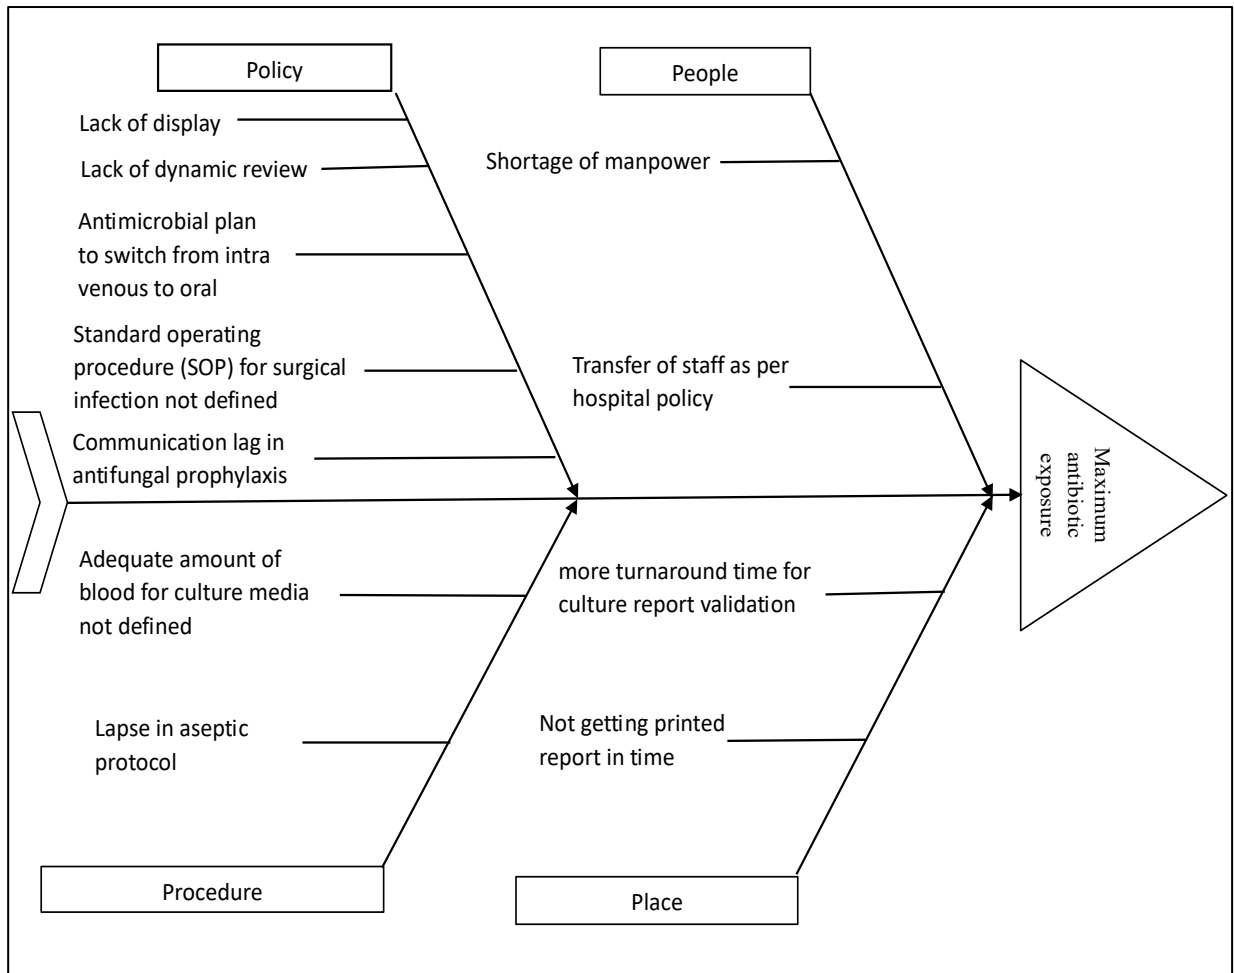 Policy
People
Lack of display
Lack of dynamic review
Shortage of manpower
Antimicrobial plan
to switch from intra
venous to oral
Standard operating
procedure (SOP) for surgical
infection not defined
Transfer of staff as per
hospital policy
Communication lag in
antifungal prophylaxis
Maximum
antibiotic
exposure
Adequate amount of
blood for culture media
not defined
more turnaround time for
culture report validation
Lapse in aseptic
protocol
Not getting printed
report in time
Procedure
Place